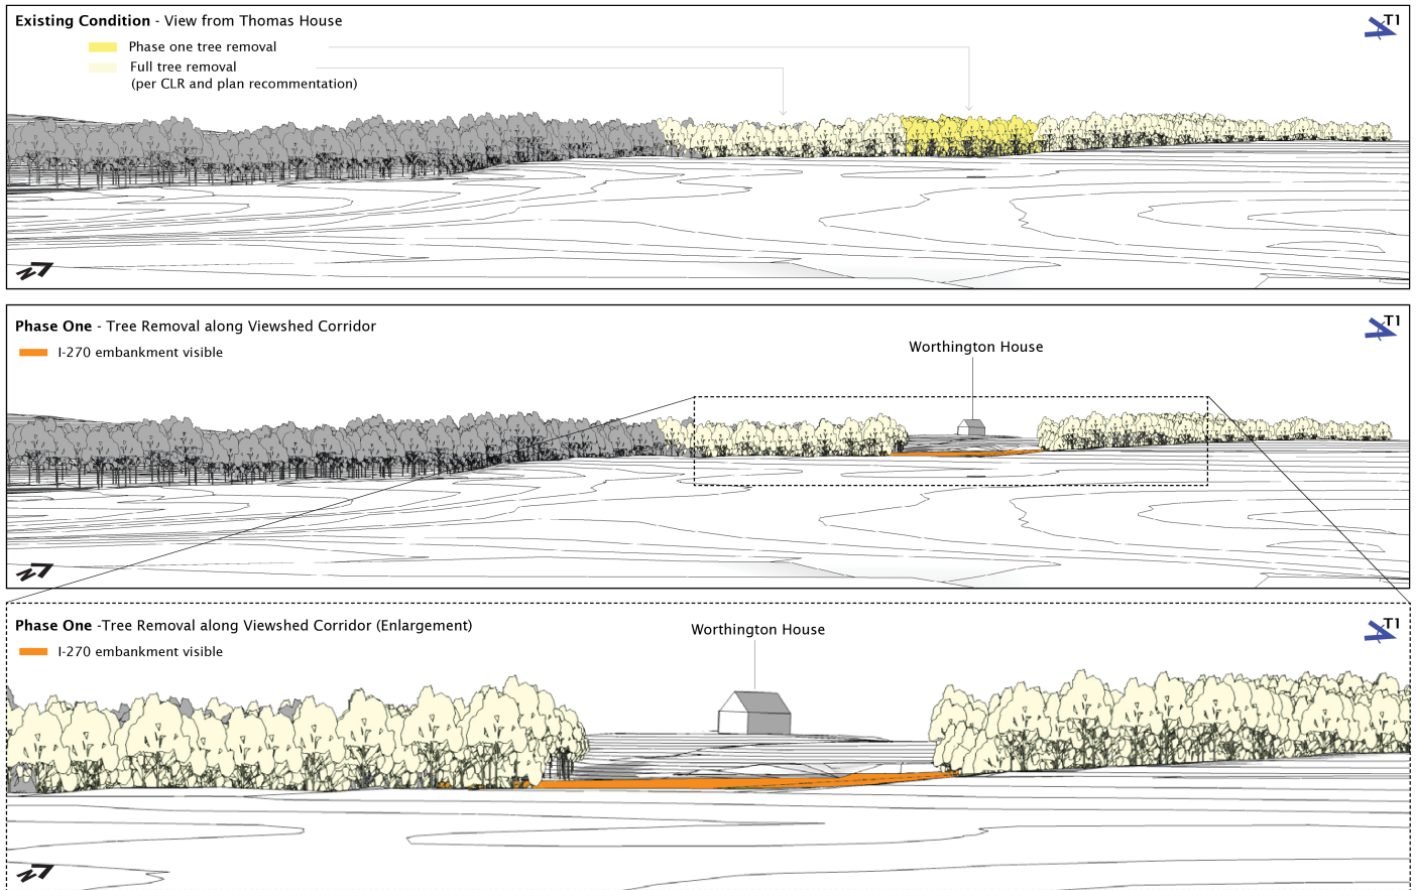 Existing Condition - View from Thomas House
T1
Phase one tree removal
Full tree removal
(per CLR and plan recommentation)
Z
Phase One - Tree Removal along Viewshed Corridor
T1
I-270 embankment visible
Worthington House
Z
Phase One -Tree Removal along Viewshed Corridor (Enlargement)
T1
I-270 embankment visible
Worthington House
Z